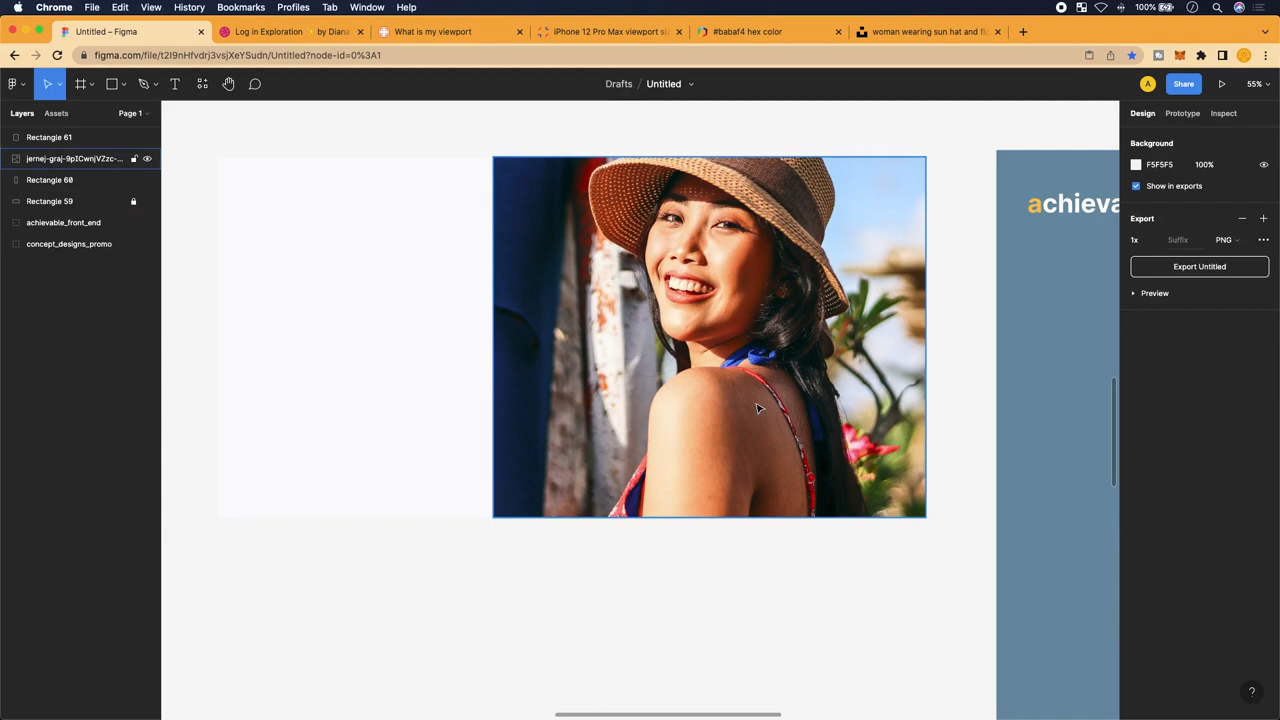 Chrome File Edit View History Bookmarks Profiles Tab Window Help 100%
Untitled – Figma Log in Exploration by Diana What is my viewport iPhone 12 Pro Max viewport si #babaf4 hex color woman wearing sun hat and fl
figma.com/file/t2I9nHfvdrj3vsjXeYSudn/Untitled?node-id=0%3A1
Drafts / Untitled A Share 55%
Layers Assets Page 1 Design Prototype Inspect
Rectangle 61
Background
jernej-graj-9pICwnjVZzc-...
F5F5F5 100%
Rectangle 60
Show in exports
Rectangle 59
achieva
Export
achievable_front_end
1x Suffix PNG
concept_designs_promo
Export Untitled
Preview
?